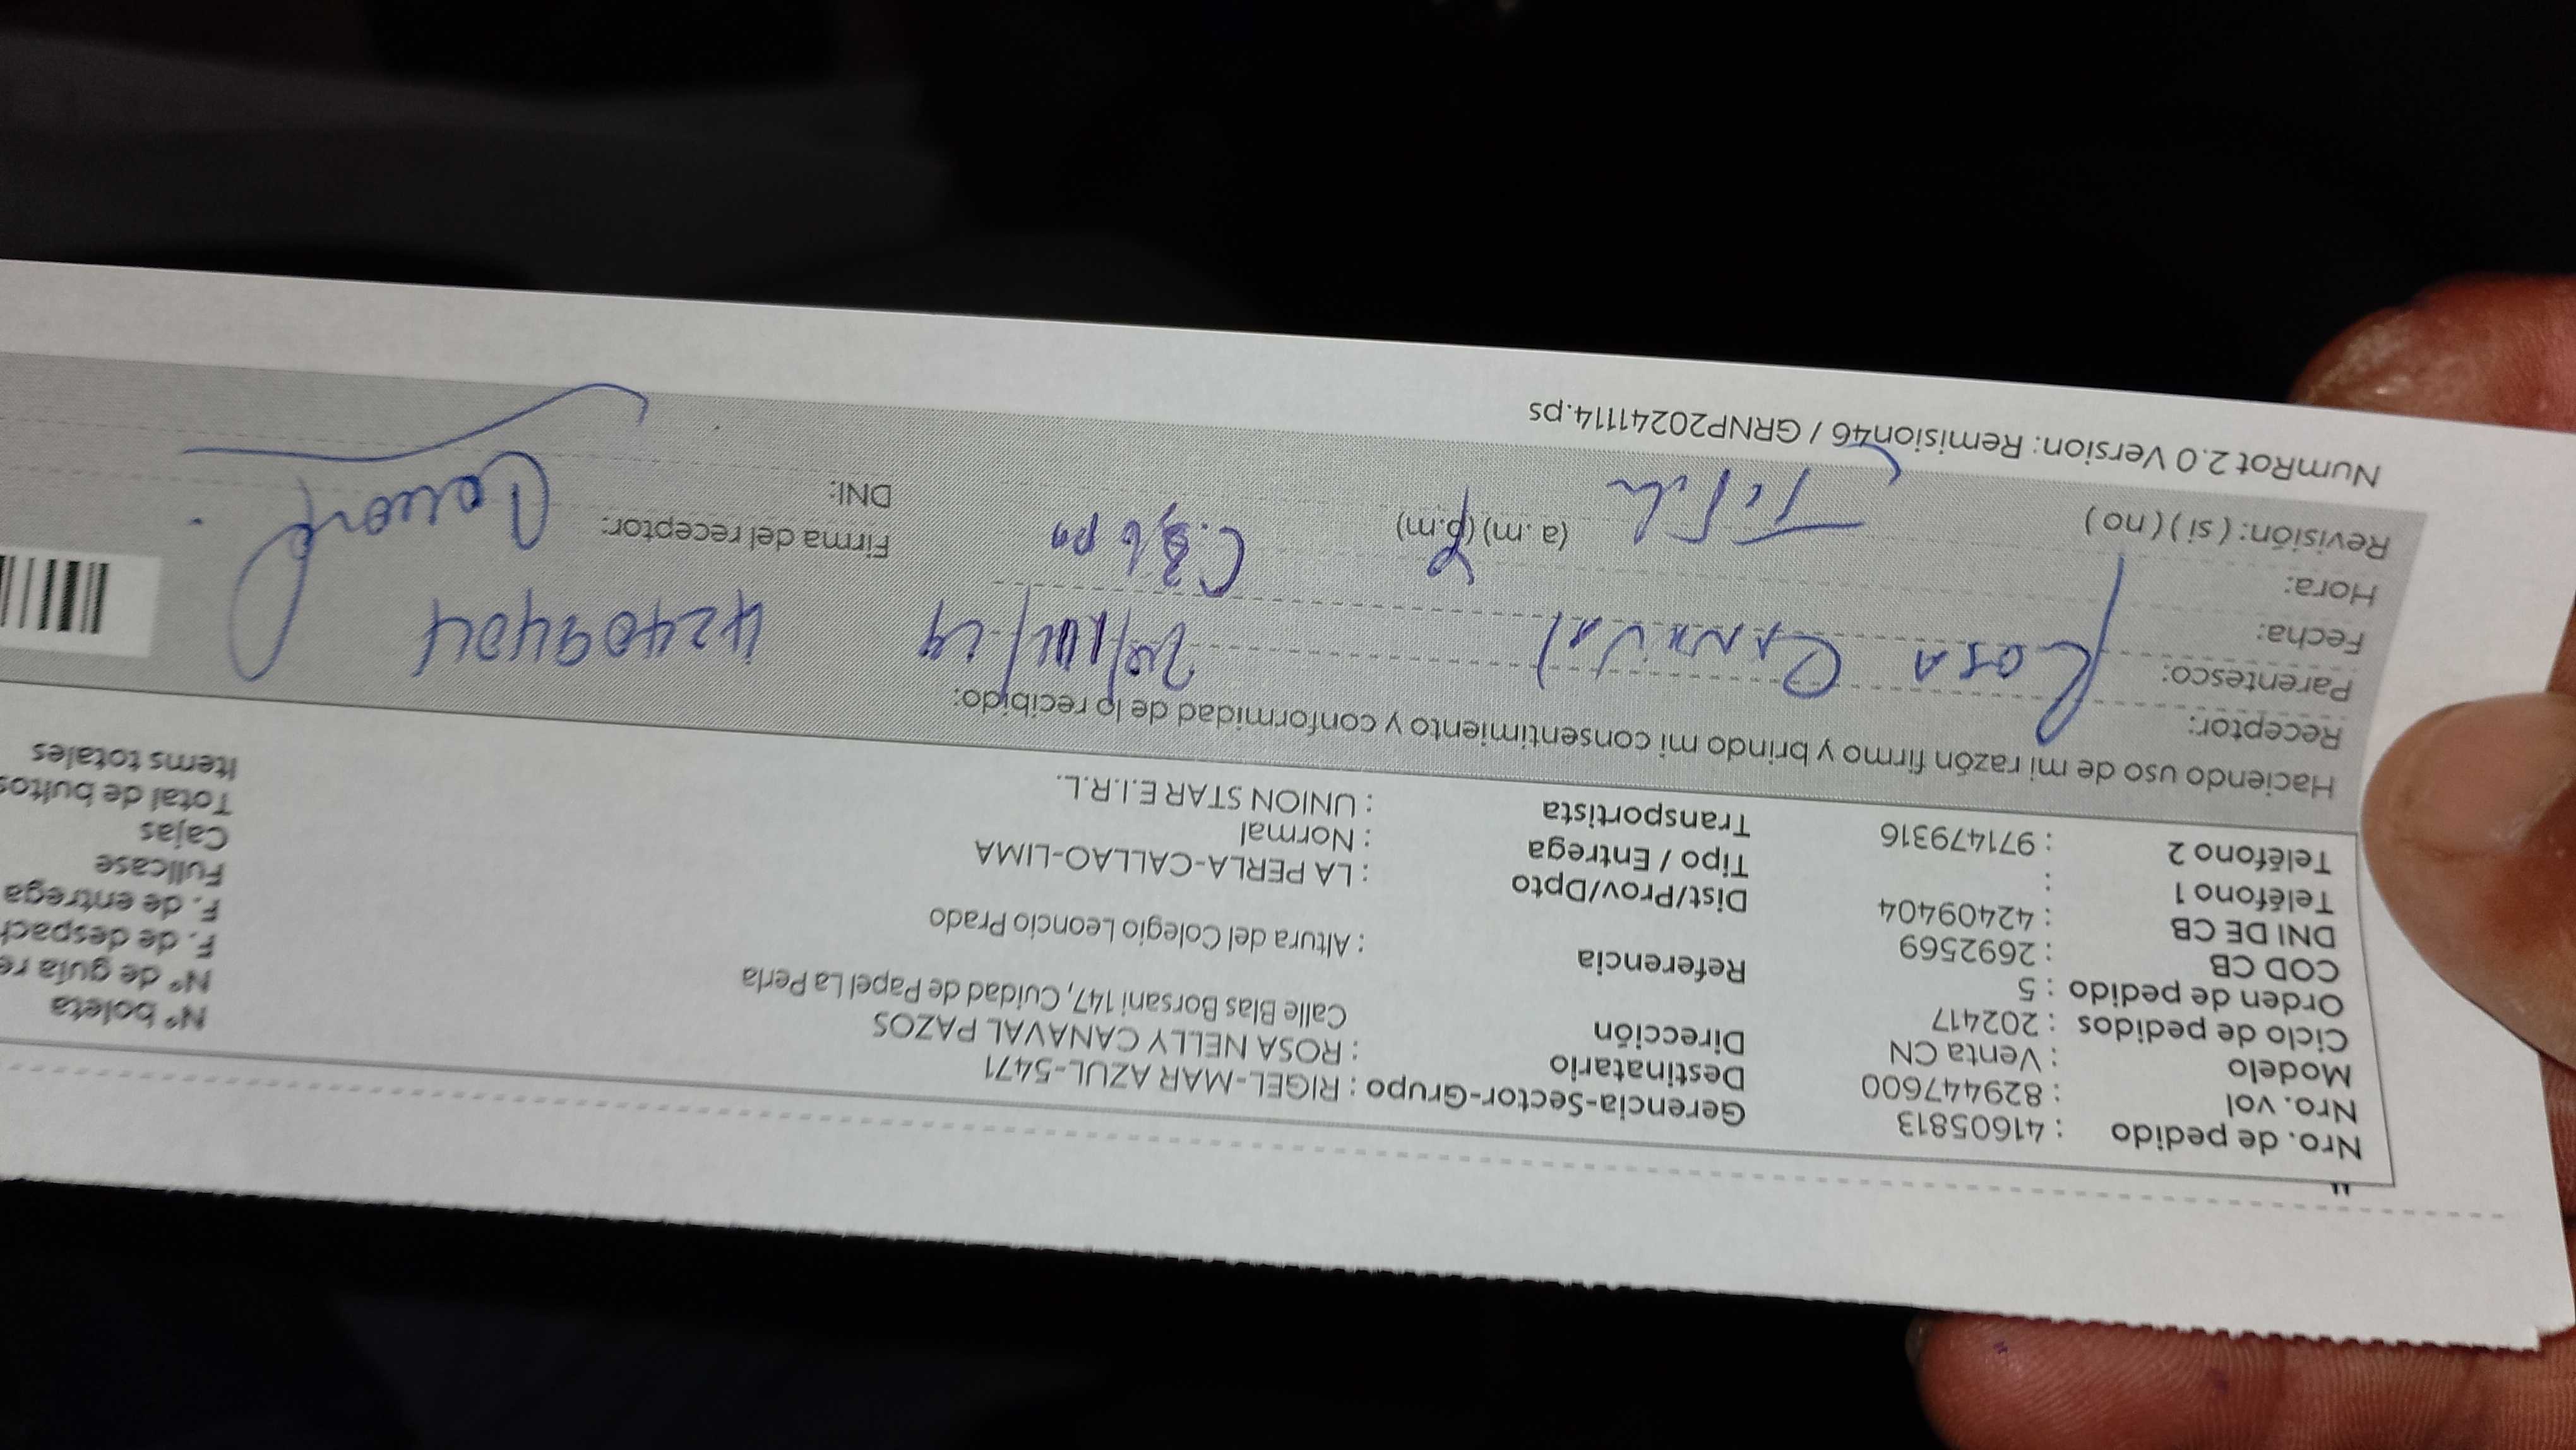 Nro. de pedido : 41605813
Nro. vol : 829447600
Modelo : Venta CN
Ciclo de pedidos : 202417
Orden de pedido : 5
COD CB : 2692569
DNI DE CB : 42409404
Teléfono 1 :
Teléfono 2 : 971479316
Gerencia-Sector-Grupo : RIGEL-MAR AZUL-5471
Destinatario : ROSA NELLY CANAVAL PAZOS
Dirección
Calle Blas Borsani 147, Cuidad de Papel La Perla
Referencia : Altura del Colegio Leoncio Prado
Dist/Prov/Dpto : LA PERLA-CALLAO-LIMA
Tipo / Entrega : Normal
Transportista : UNION STAR E.I.R.L.
N° boleta
N° de guía re
F. de despach
F. de entrega
Fullcase
Cajas
Total de bultos
Items totales
Haciendo uso de mi razón firmo y brindo mi consentimiento y conformidad de lo recibido:
Receptor: Rosa Canaval
Parentesco:
Fecha:
Hora: (a.m) (p.m)
Revisión: ( si ) ( no )
42409404
Firma del receptor:
DNI:
NumRot 2.0 Version: Remision46 / GRNP20241114.ps